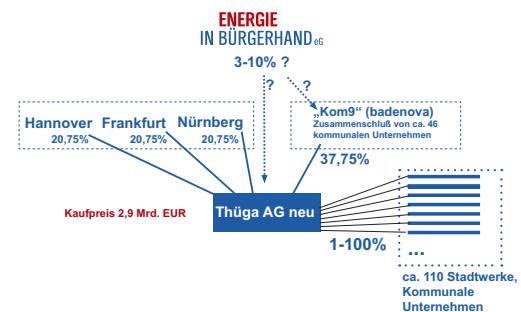 ENERGIE
IN BÜRGERHAND eG
3-10% ?
?
?
Hannover Frankfurt Nürnberg
20,75% 20,75% 20,75%
„Kom9“ (badenova)
Zusammenschluß von ca. 46
kommunalen Unternehmen
37,75%
Kaufpreis 2,9 Mrd. EUR
Thüga AG neu
1-100%
...
ca. 110 Stadtwerke,
Kommunale
Unternehmen